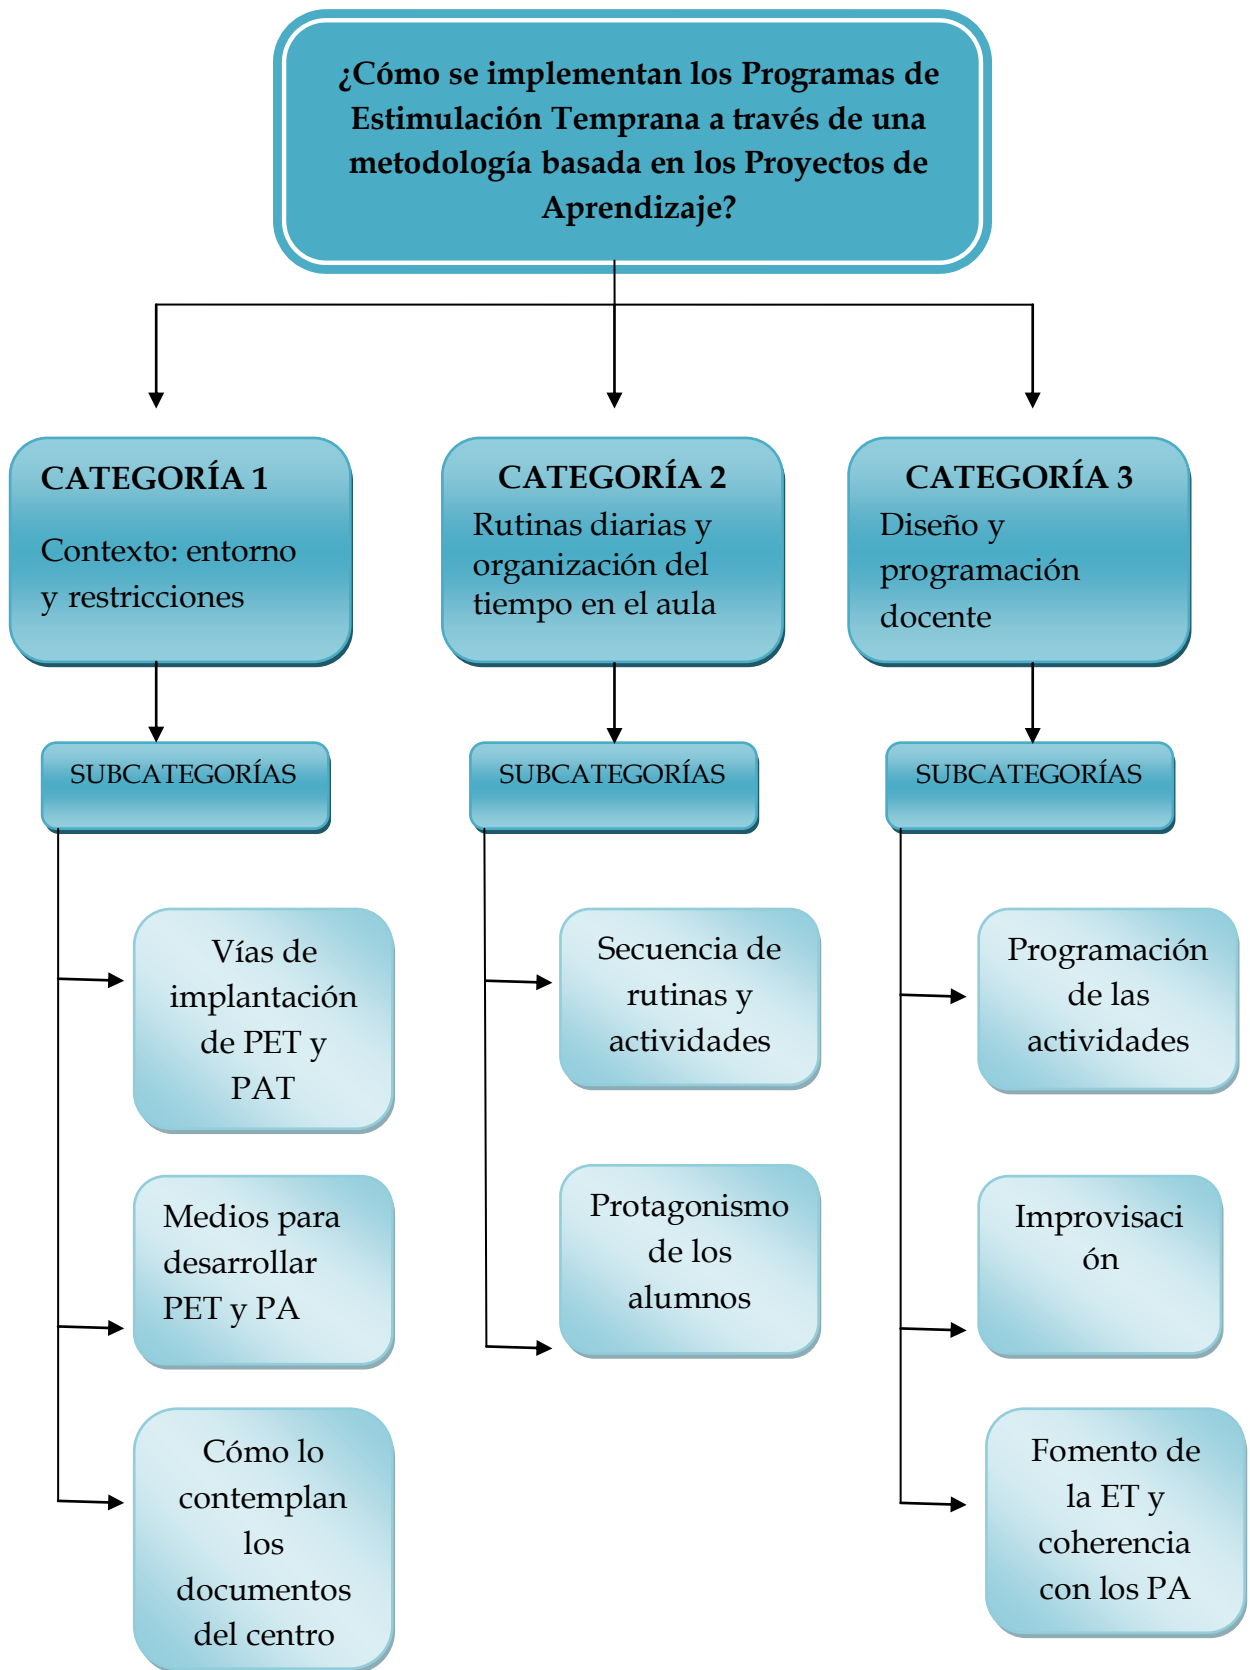 ¿Cómo se implementan los Programas de
Estimulación Temprana a través de una
metodología basada en los Proyectos de
Aprendizaje?
CATEGORÍA 1
Contexto: entorno
y restricciones
CATEGORÍA 2
Rutinas diarias y
organización del
tiempo en el aula
CATEGORÍA 3
Diseño y
programación
docente
SUBCATEGORÍAS
SUBCATEGORÍAS
SUBCATEGORÍAS
Vías de
implantación
de PET y
PAT
Medios para
desarrollar
PET y PA
Cómo lo
contemplan
los
documentos
del centro
Secuencia de
rutinas y
actividades
Protagonismo
de los
alumnos
Programación
de las
actividades
Improvisaci
ón
Fomento de
la ET y
coherencia
con los PA